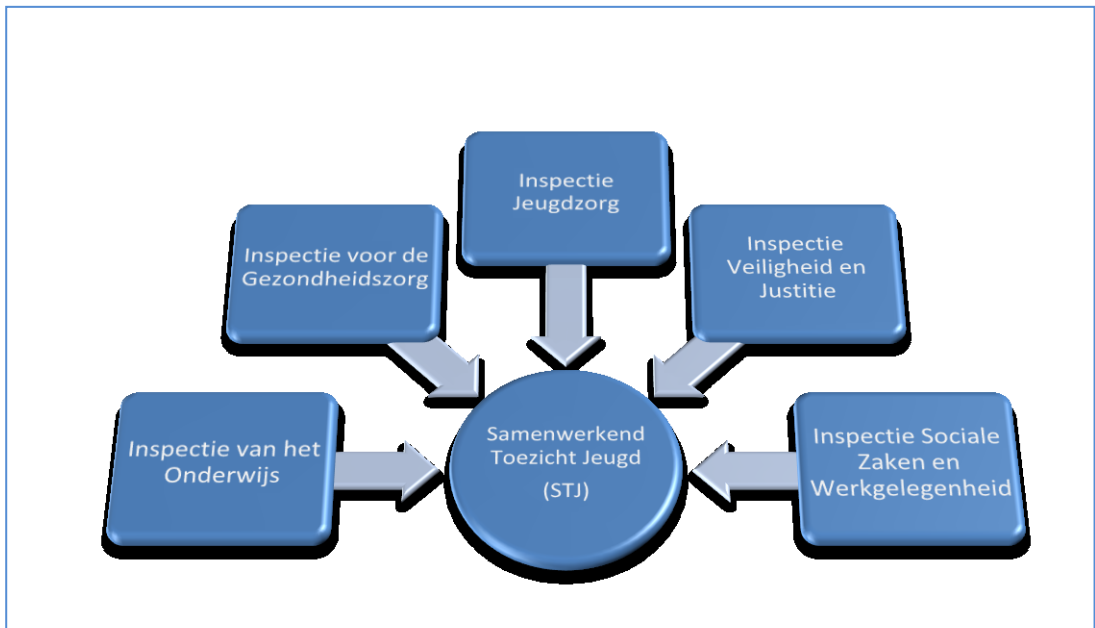 Inspectie
Jeugdzorg
Inspectie voor de
Gezondheidszorg
Inspectie
Veiligheid en
Justitie
Inspectie van het
Onderwijs
Samenwerkend
Toezicht Jeugd
(STJ)
Inspectie Sociale
Zaken en
Werkgelegenheid